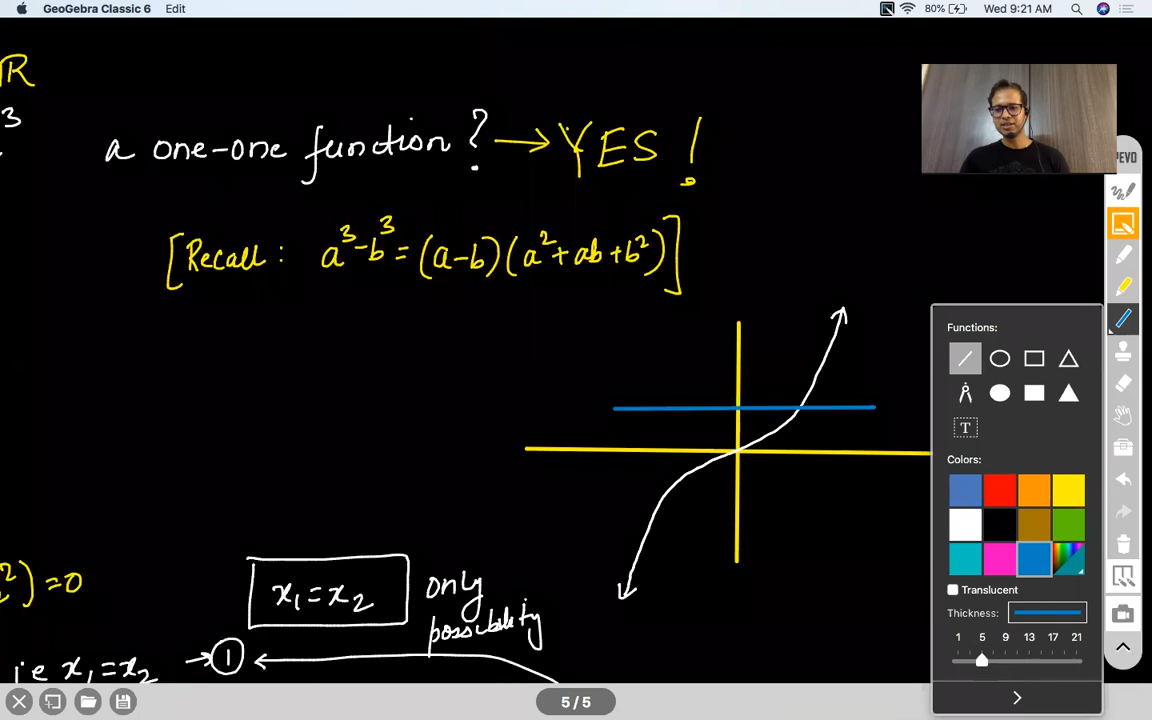 GeoGebra Classic 6 Edit 80% Wed 9:21 AM
R
3
a one-one function? → YES!
[Recall: a³-b³ = (a-b)(a²+ab+b²)]
²)=0
x₁=x₂
only
possibility
i.e x₁=x₂ → ①
Functions:
T
Colors:
Translucent
Thickness:
1 5 9 13 17 21
5/5